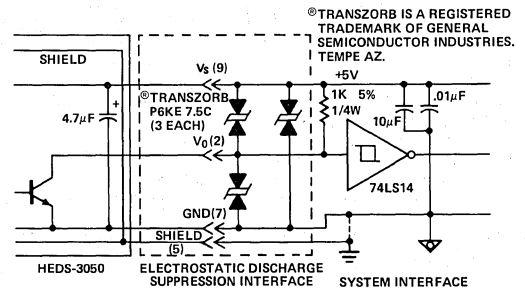 ® TRANSZORB IS A REGISTERED
TRADEMARK OF GENERAL
SEMICONDUCTOR INDUSTRIES.
TEMPE AZ.
SHIELD
VS (9)
+5V
® TRANSZORB
P6KE 7.5C
(3 EACH)
4.7μF
+
1K 5%
1/4W
10μF
.01μF
VO (2)
74LS14
GND(7)
SHIELD
(5)
HEDS-3050
ELECTROSTATIC DISCHARGE
SUPPRESSION INTERFACE
SYSTEM INTERFACE